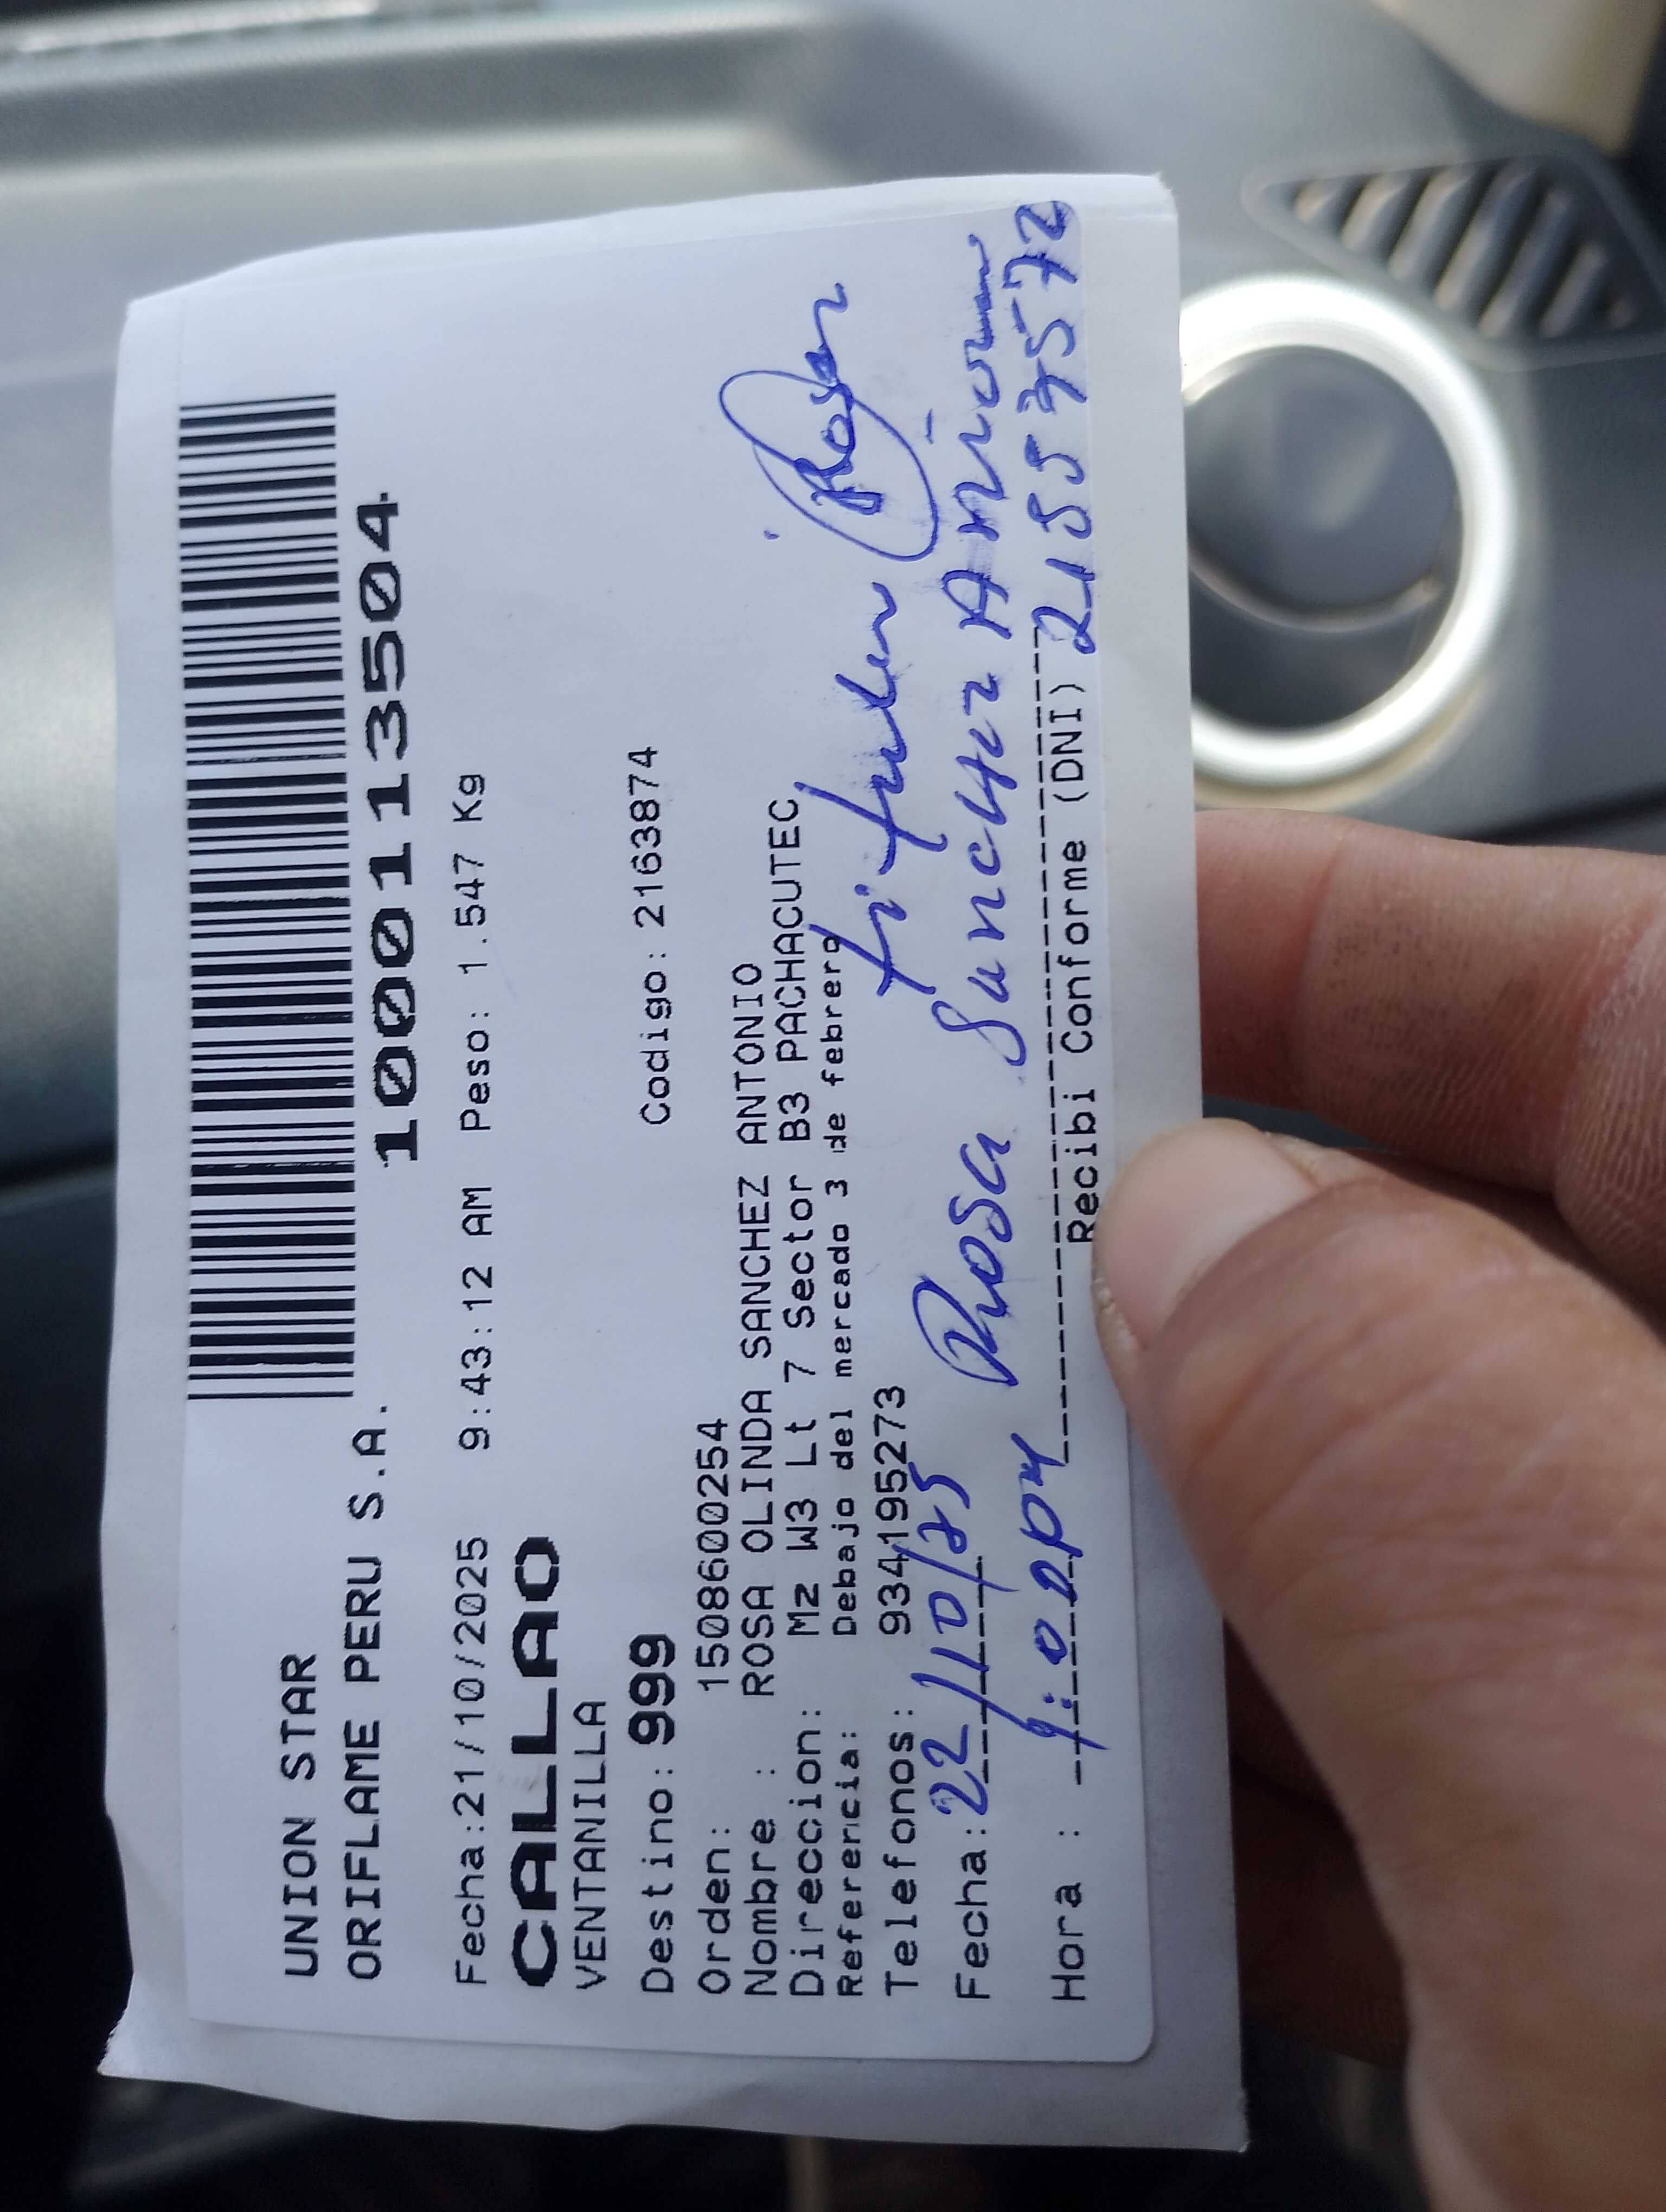 UNION STAR
ORIFLAME PERU S.A.
10001013504
Fecha:21/10/2025 9:43:12 AM Peso: 1.547 Kg
CALLAO
VENTANILLA
Destino: 999 Codigo: 2163874
Orden: 1508600254
Nombre : ROSA OLINDA SANCHEZ ANTONIO
Direccion: Mz W3 Lt 7 Sector B3 PACHACUTEC
Referencia: Debajo del mercado 3 de febrero
Telefonos: 934195273
titular Rosa
Fecha: 22/10/25 Rosa Sanchez Antonio
Hora : 1:00pm
Recibi Conforme (DNI)